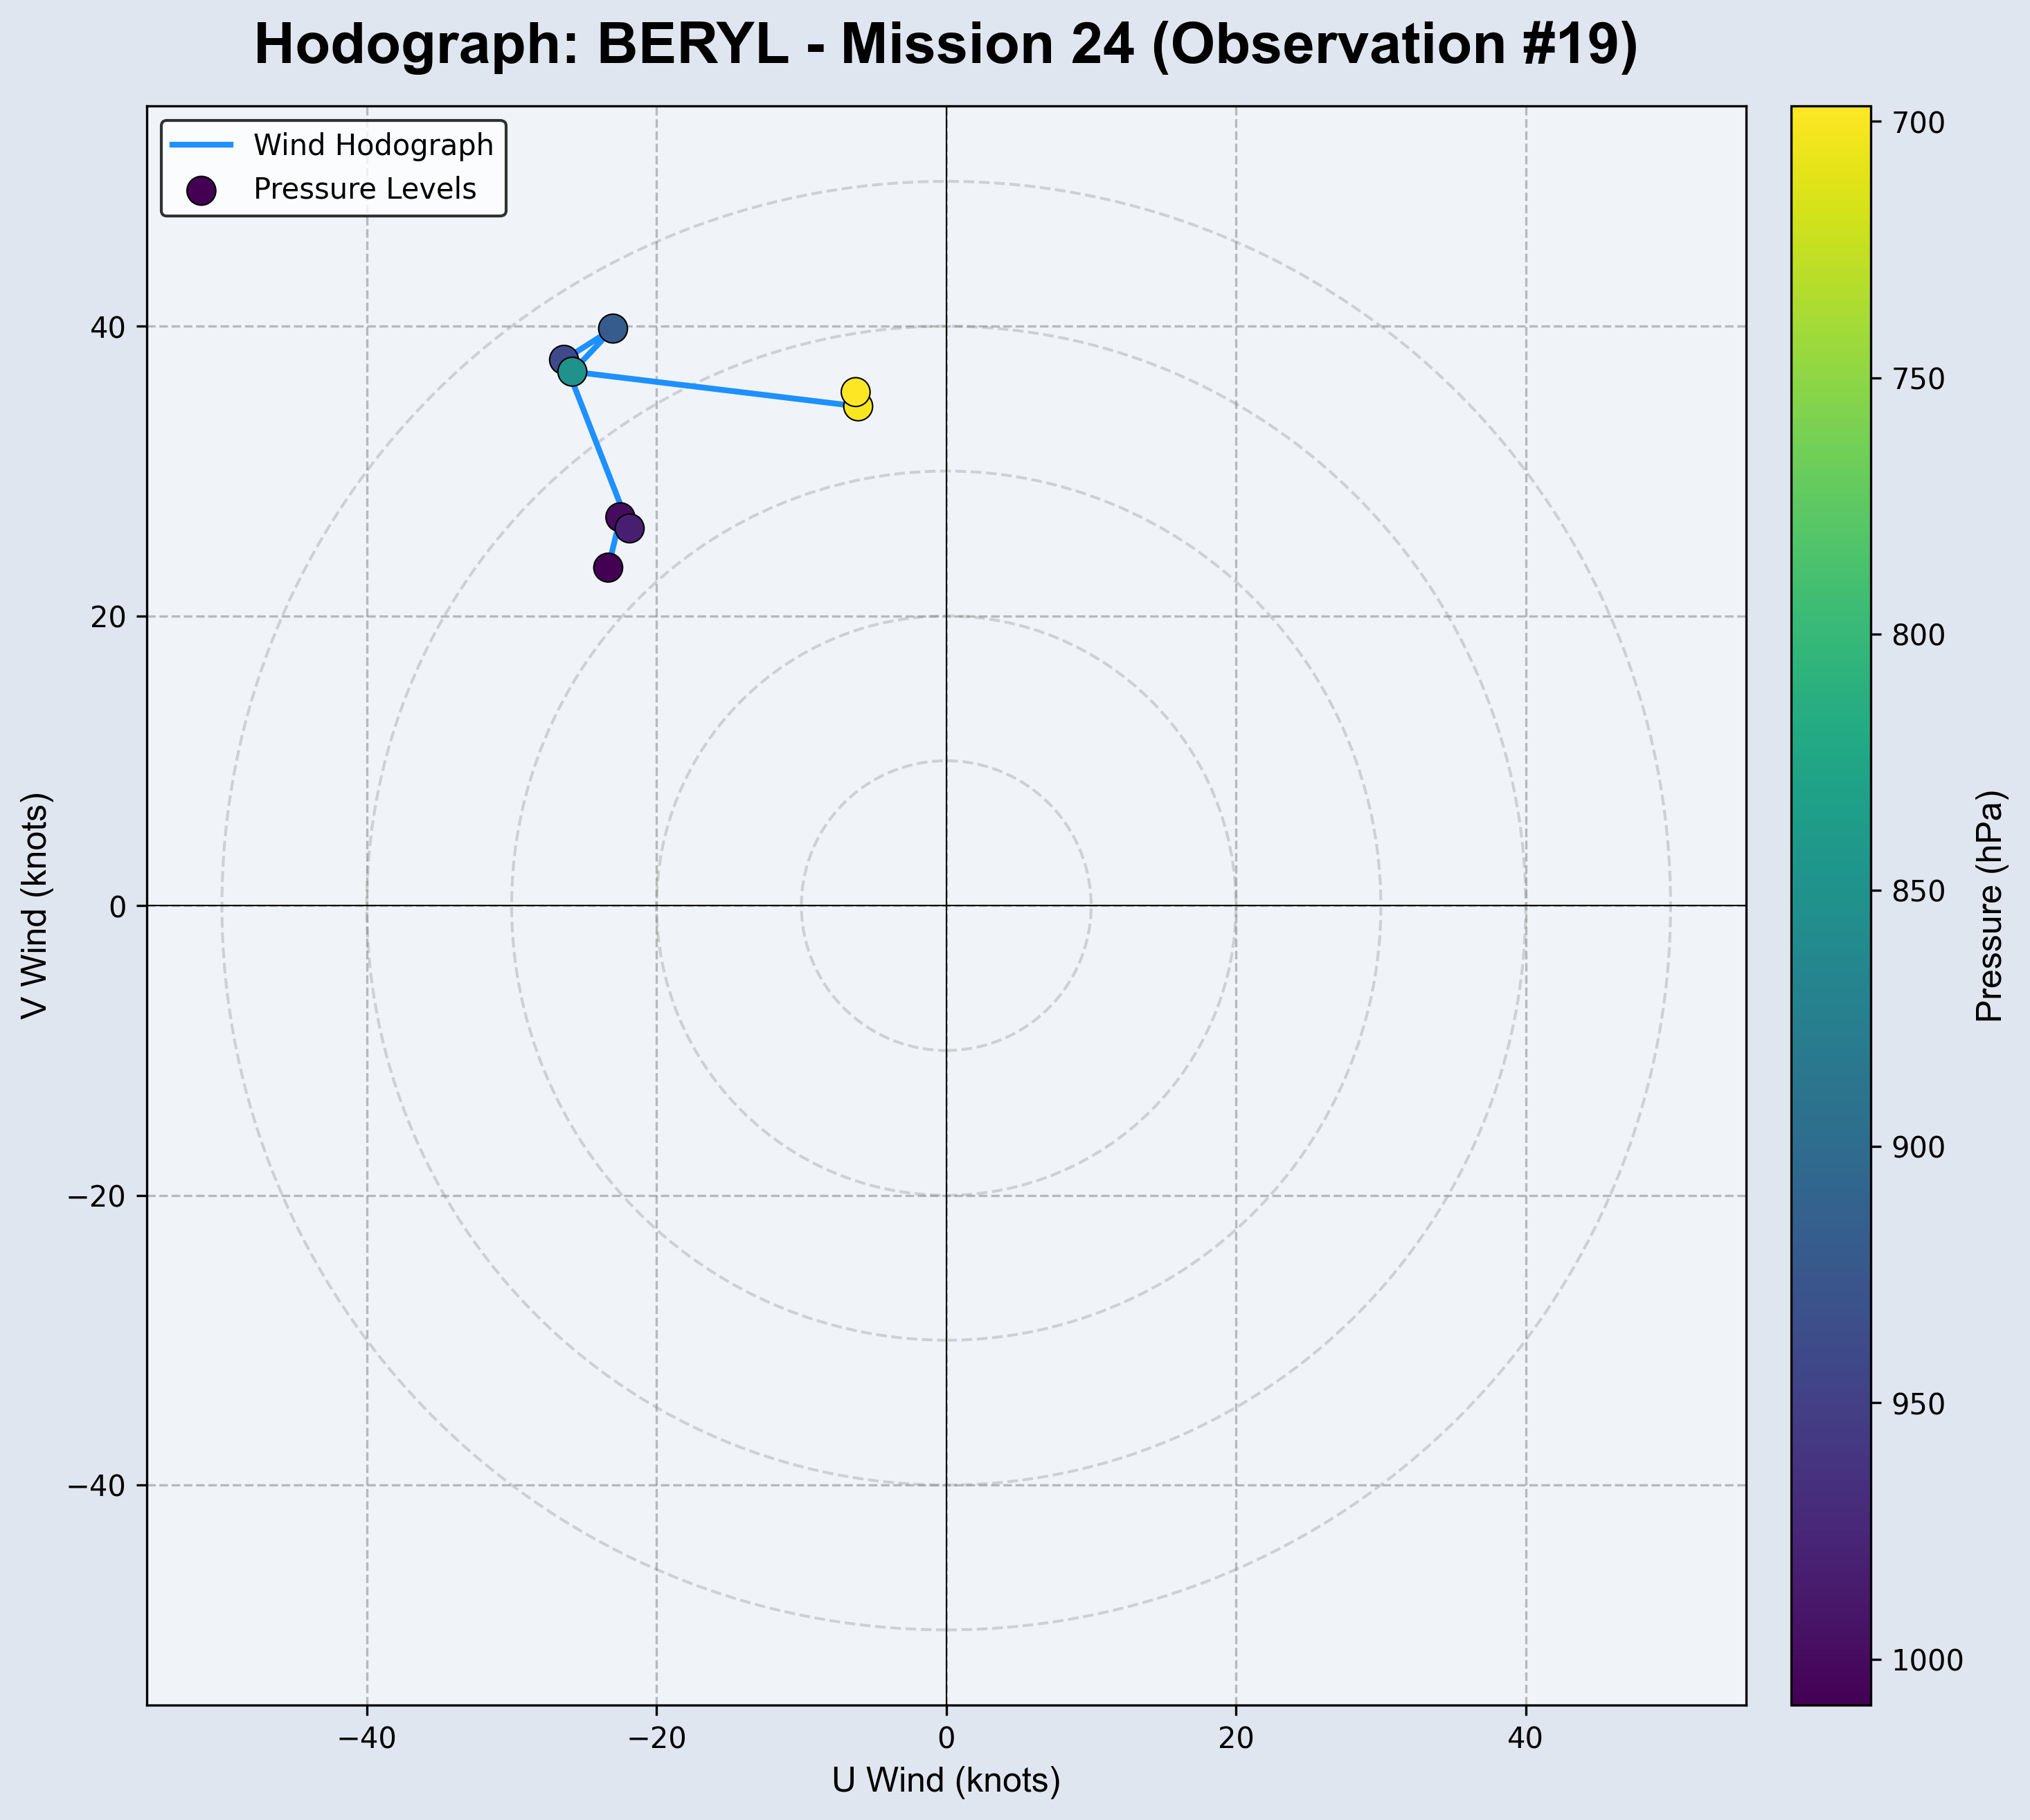 Hodograph: BERYL - Mission 24 (Observation #19)
Wind Hodograph
Pressure Levels
V Wind (knots)
40
20
0
−20
−40
−40
−20
0
20
40
U Wind (knots)
700
750
800
850
900
950
1000
Pressure (hPa)